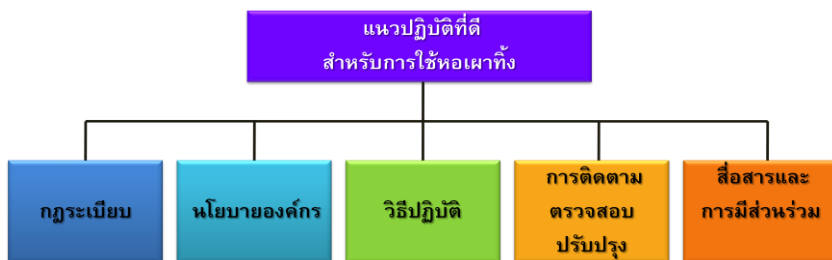 แนวปฏิบัติที่ดี
สำหรับการใช้หอเผาทิ้ง
กฎระเบียบ
นโยบายองค์กร
วิธีปฏิบัติ
การติดตาม
ตรวจสอบ
ปรับปรุง
สื่อสารและ
การมีส่วนร่วม